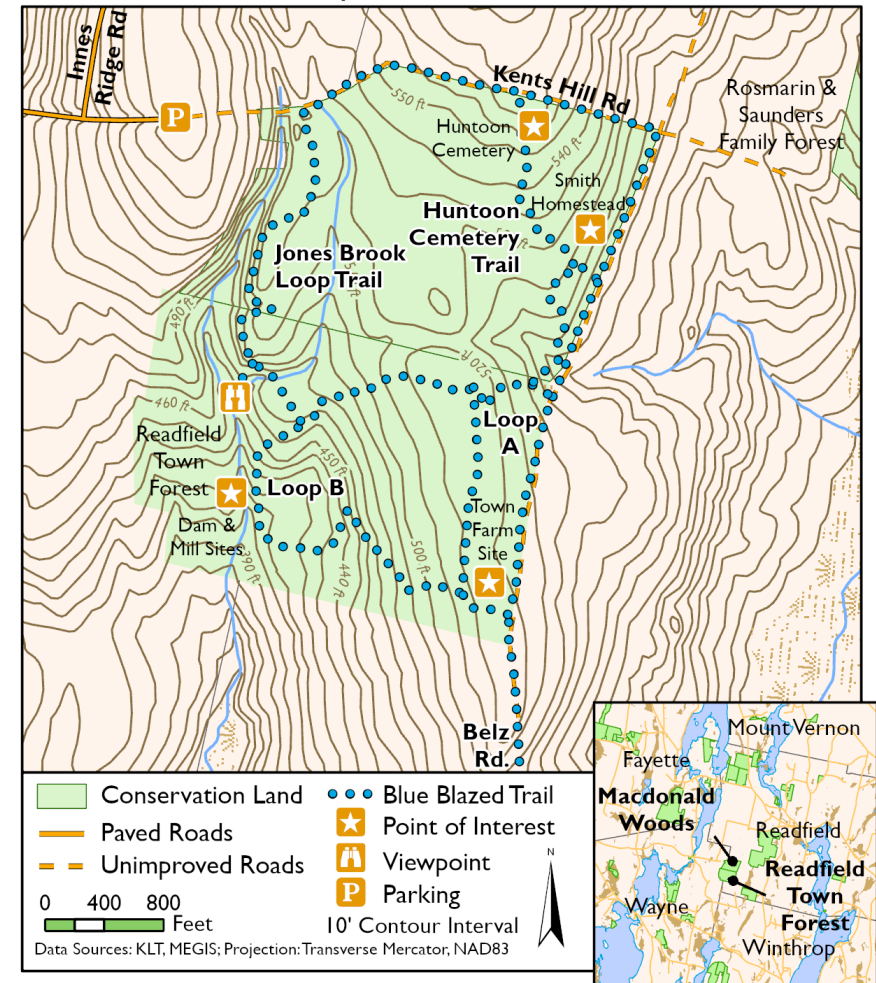 Innes
Ridge Rd
P
Kents Hill Rd
550 ft
Huntoon
Cemetery
540 ft
Rosmarin &
Saunders
Family Forest
Smith
Homestead
Huntoon
Cemetery
Trail
Jones Brook
Loop Trail
490 ft
520 ft
460 ft
Loop
A
Readfield
Town
Forest
450 ft
Loop B
Town
Farm
Site
Dam &
Mill Sites
390 ft
440 ft
500 ft
Belz
Rd.
Conservation Land
Paved Roads
Unimproved Roads
0 400 800
Feet
Blue Blazed Trail
Point of Interest
Viewpoint
P
Parking
10' Contour Interval
N
Data Sources: KLT, MEGIS; Projection: Transverse Mercator, NAD83
Mount Vernon
Fayette
Macdonald
Woods
Readfield
Readfield
Town
Forest
Wayne
Winthrop